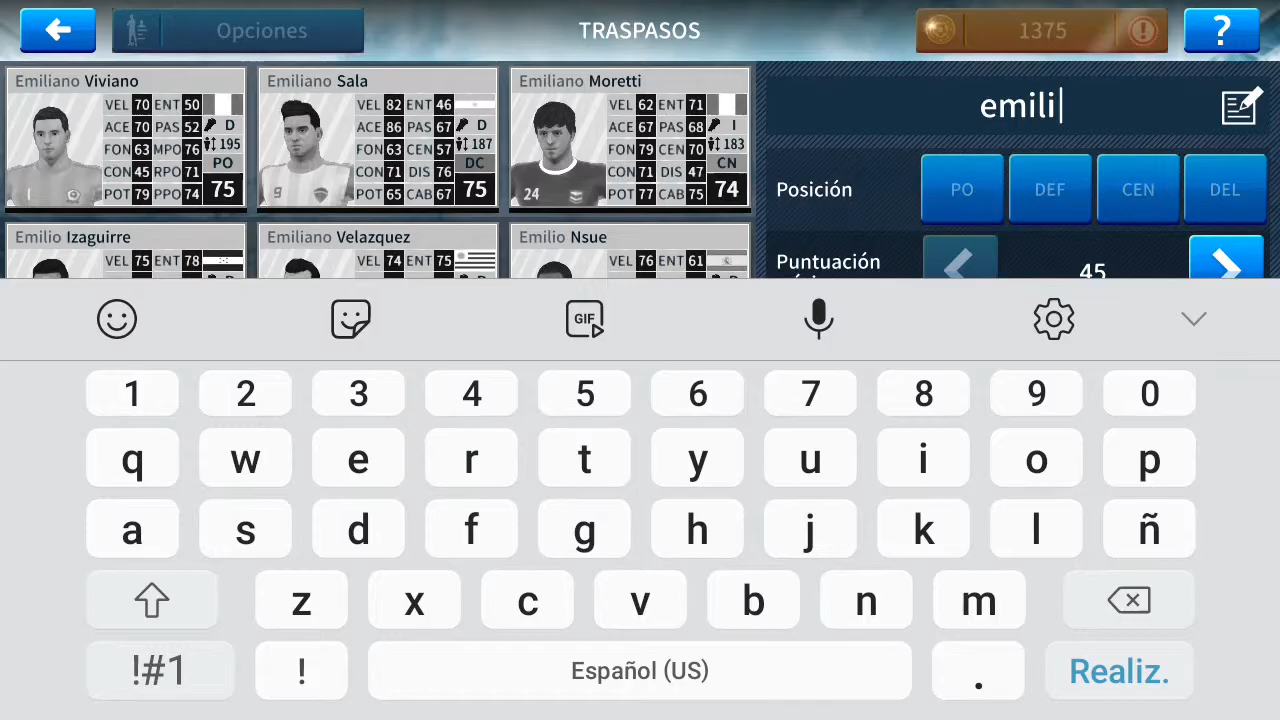 Opciones
TRASPASOS
1375
?
Emiliano Viviano
VEL 70 ENT 50
ACE 70 PAS 52 D
FON 63 MPO 76 195
CON 45 RPO 71 PO
POT 79 PPO 74 75
1
Emiliano Sala
VEL 82 ENT 46
ACE 86 PAS 67 D
FON 63 CEN 57 187
CON 71 DIS 76 DC
POT 65 CAB 67 75
9
Emiliano Moretti
VEL 62 ENT 71
ACE 67 PAS 68 I
FON 79 CEN 70 183
CON 71 DIS 47 CN
POT 77 CAB 75 74
24
emili
Posición
PO DEF CEN DEL
Emilio Izaguirre
VEL 75 ENT 78
Emiliano Velazquez
VEL 74 ENT 75
Emilio Nsue
VEL 76 ENT 61
Puntuación
45
GIF
1 2 3 4 5 6 7 8 9 0
q w e r t y u i o p
a s d f g h j k l ñ
z x c v b n m
!#1 ! Español (US) . Realiz.